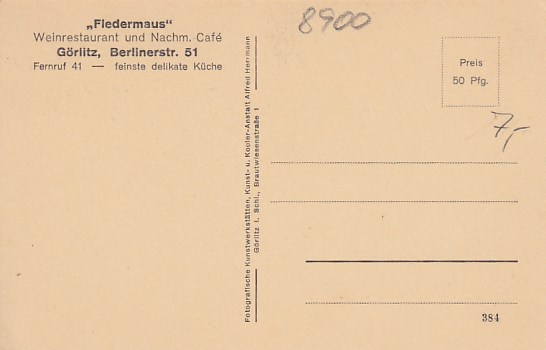 „Fledermaus“
Weinrestaurant und Nachm.-Café
Görlitz, Berlinerstr. 51
Fernruf 41 — feinste delikate Küche
8900
Preis
50 Pfg.
7,-
Fotografische Kunstwerkstätten, Kunst- u. Kopier-Anstalt Alfred Herrmann
Görlitz i. Schl., Brautwiesenstraße 1
384